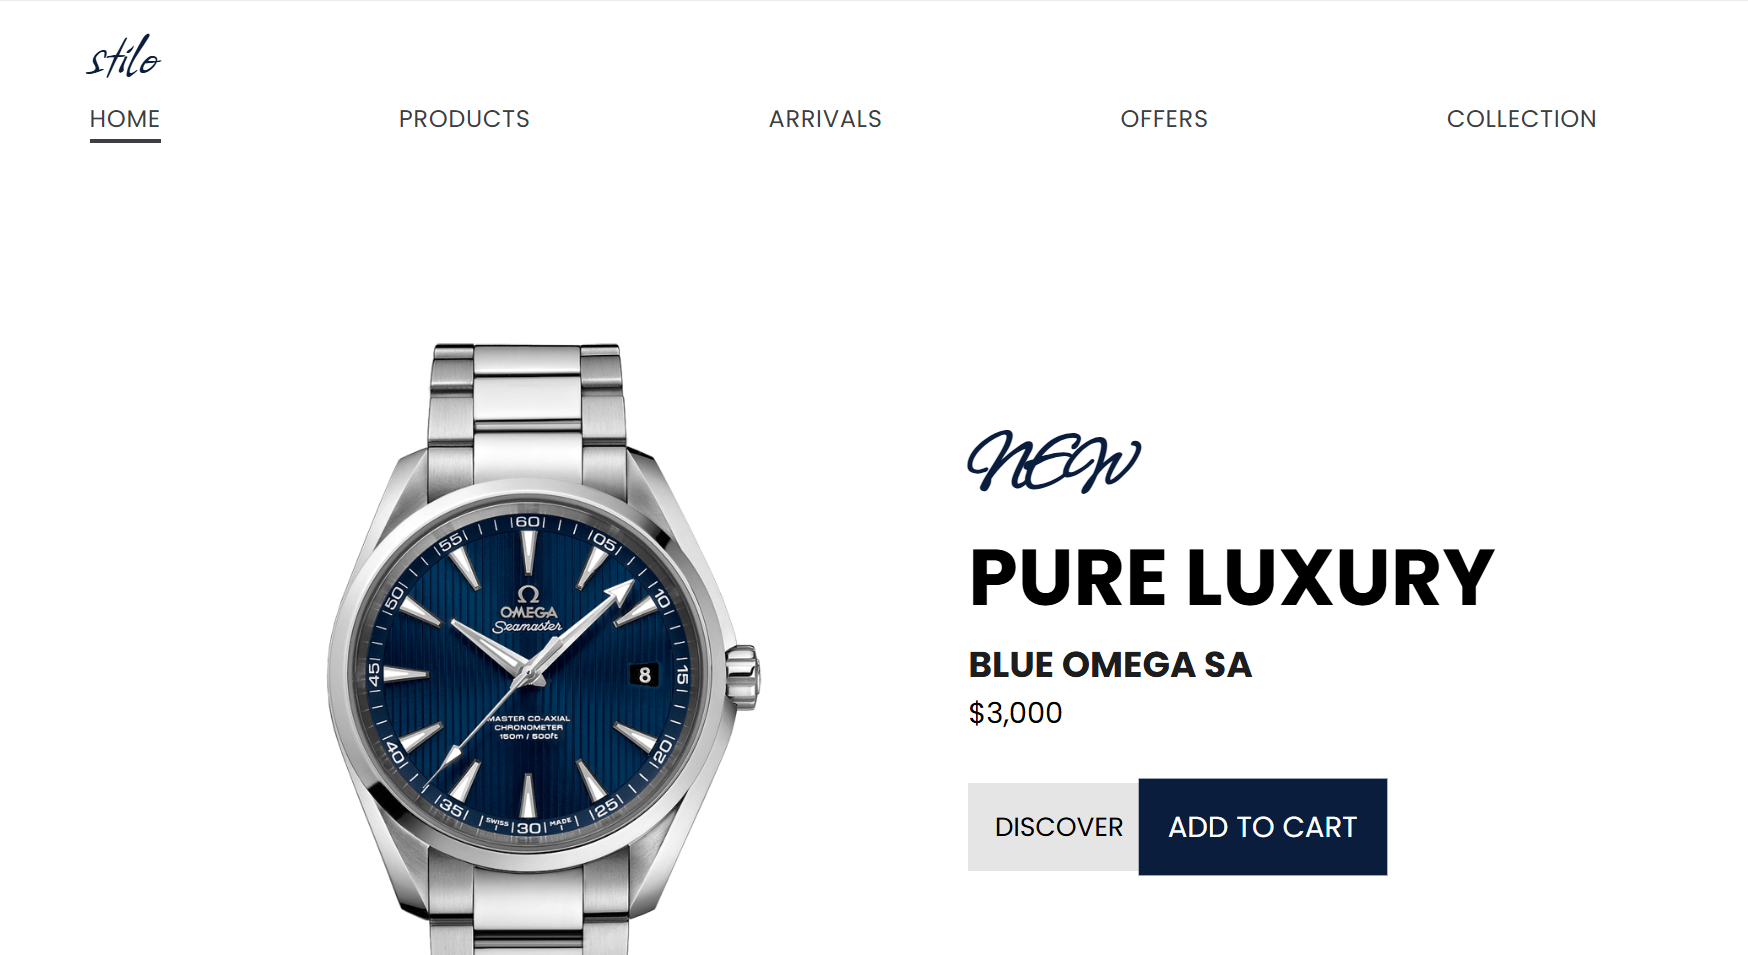 stilo
HOME PRODUCTS ARRIVALS OFFERS COLLECTION
NEW
PURE LUXURY
BLUE OMEGA SA
$3,000
DISCOVER ADD TO CART
60
55 05
50 10
Ω
OMEGA
Seamaster
45 8 15
MASTER CO-AXIAL
CHRONOMETER
150m / 500ft
40 20
35 25
SWISS 30 MADE